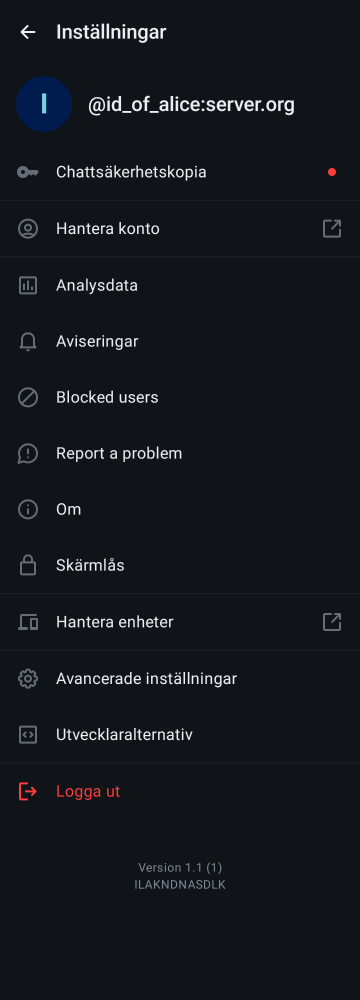 Inställningar
I
@id_of_alice:server.org
Chattsäkerhetskopia
Hantera konto
Analysdata
Aviseringar
Blocked users
Report a problem
Om
Skärmlås
Hantera enheter
Avancerade inställningar
Utvecklaralternativ
Logga ut
Version 1.1 (1)
ILAKNDNASDLK